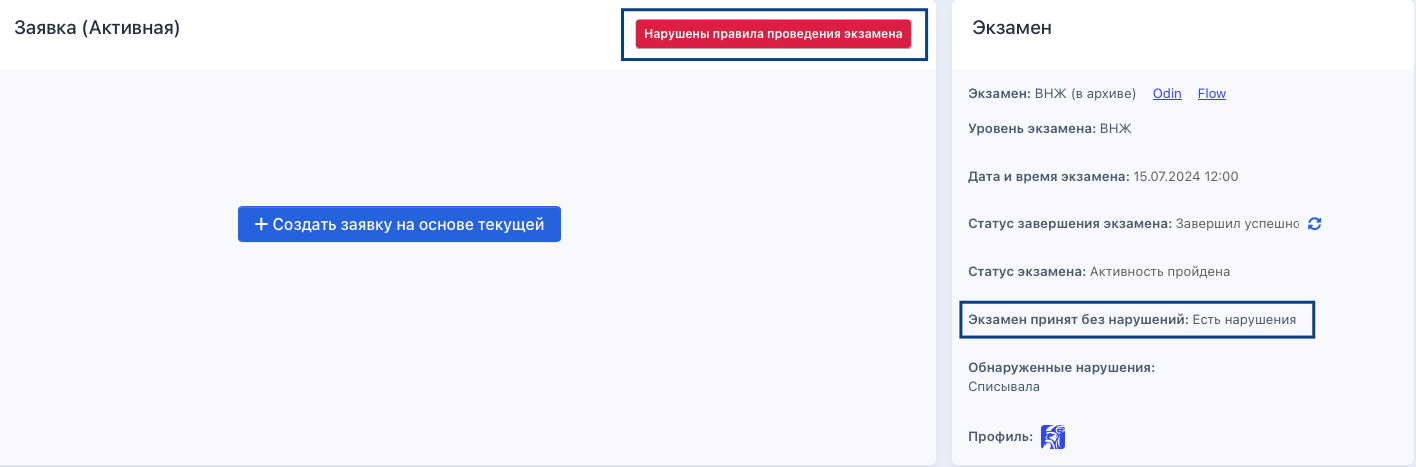 Заявка (Активная)
Нарушены правила проведения экзамена
+ Создать заявку на основе текущей
Экзамен
Экзамен: ВНЖ (в архиве) Odin Flow
Уровень экзамена: ВНЖ
Дата и время экзамена: 15.07.2024 12:00
Статус завершения экзамена: Завершил успешно
Статус экзамена: Активность пройдена
Экзамен принят без нарушений: Есть нарушения
Обнаруженные нарушения:
Списывала
Профиль: